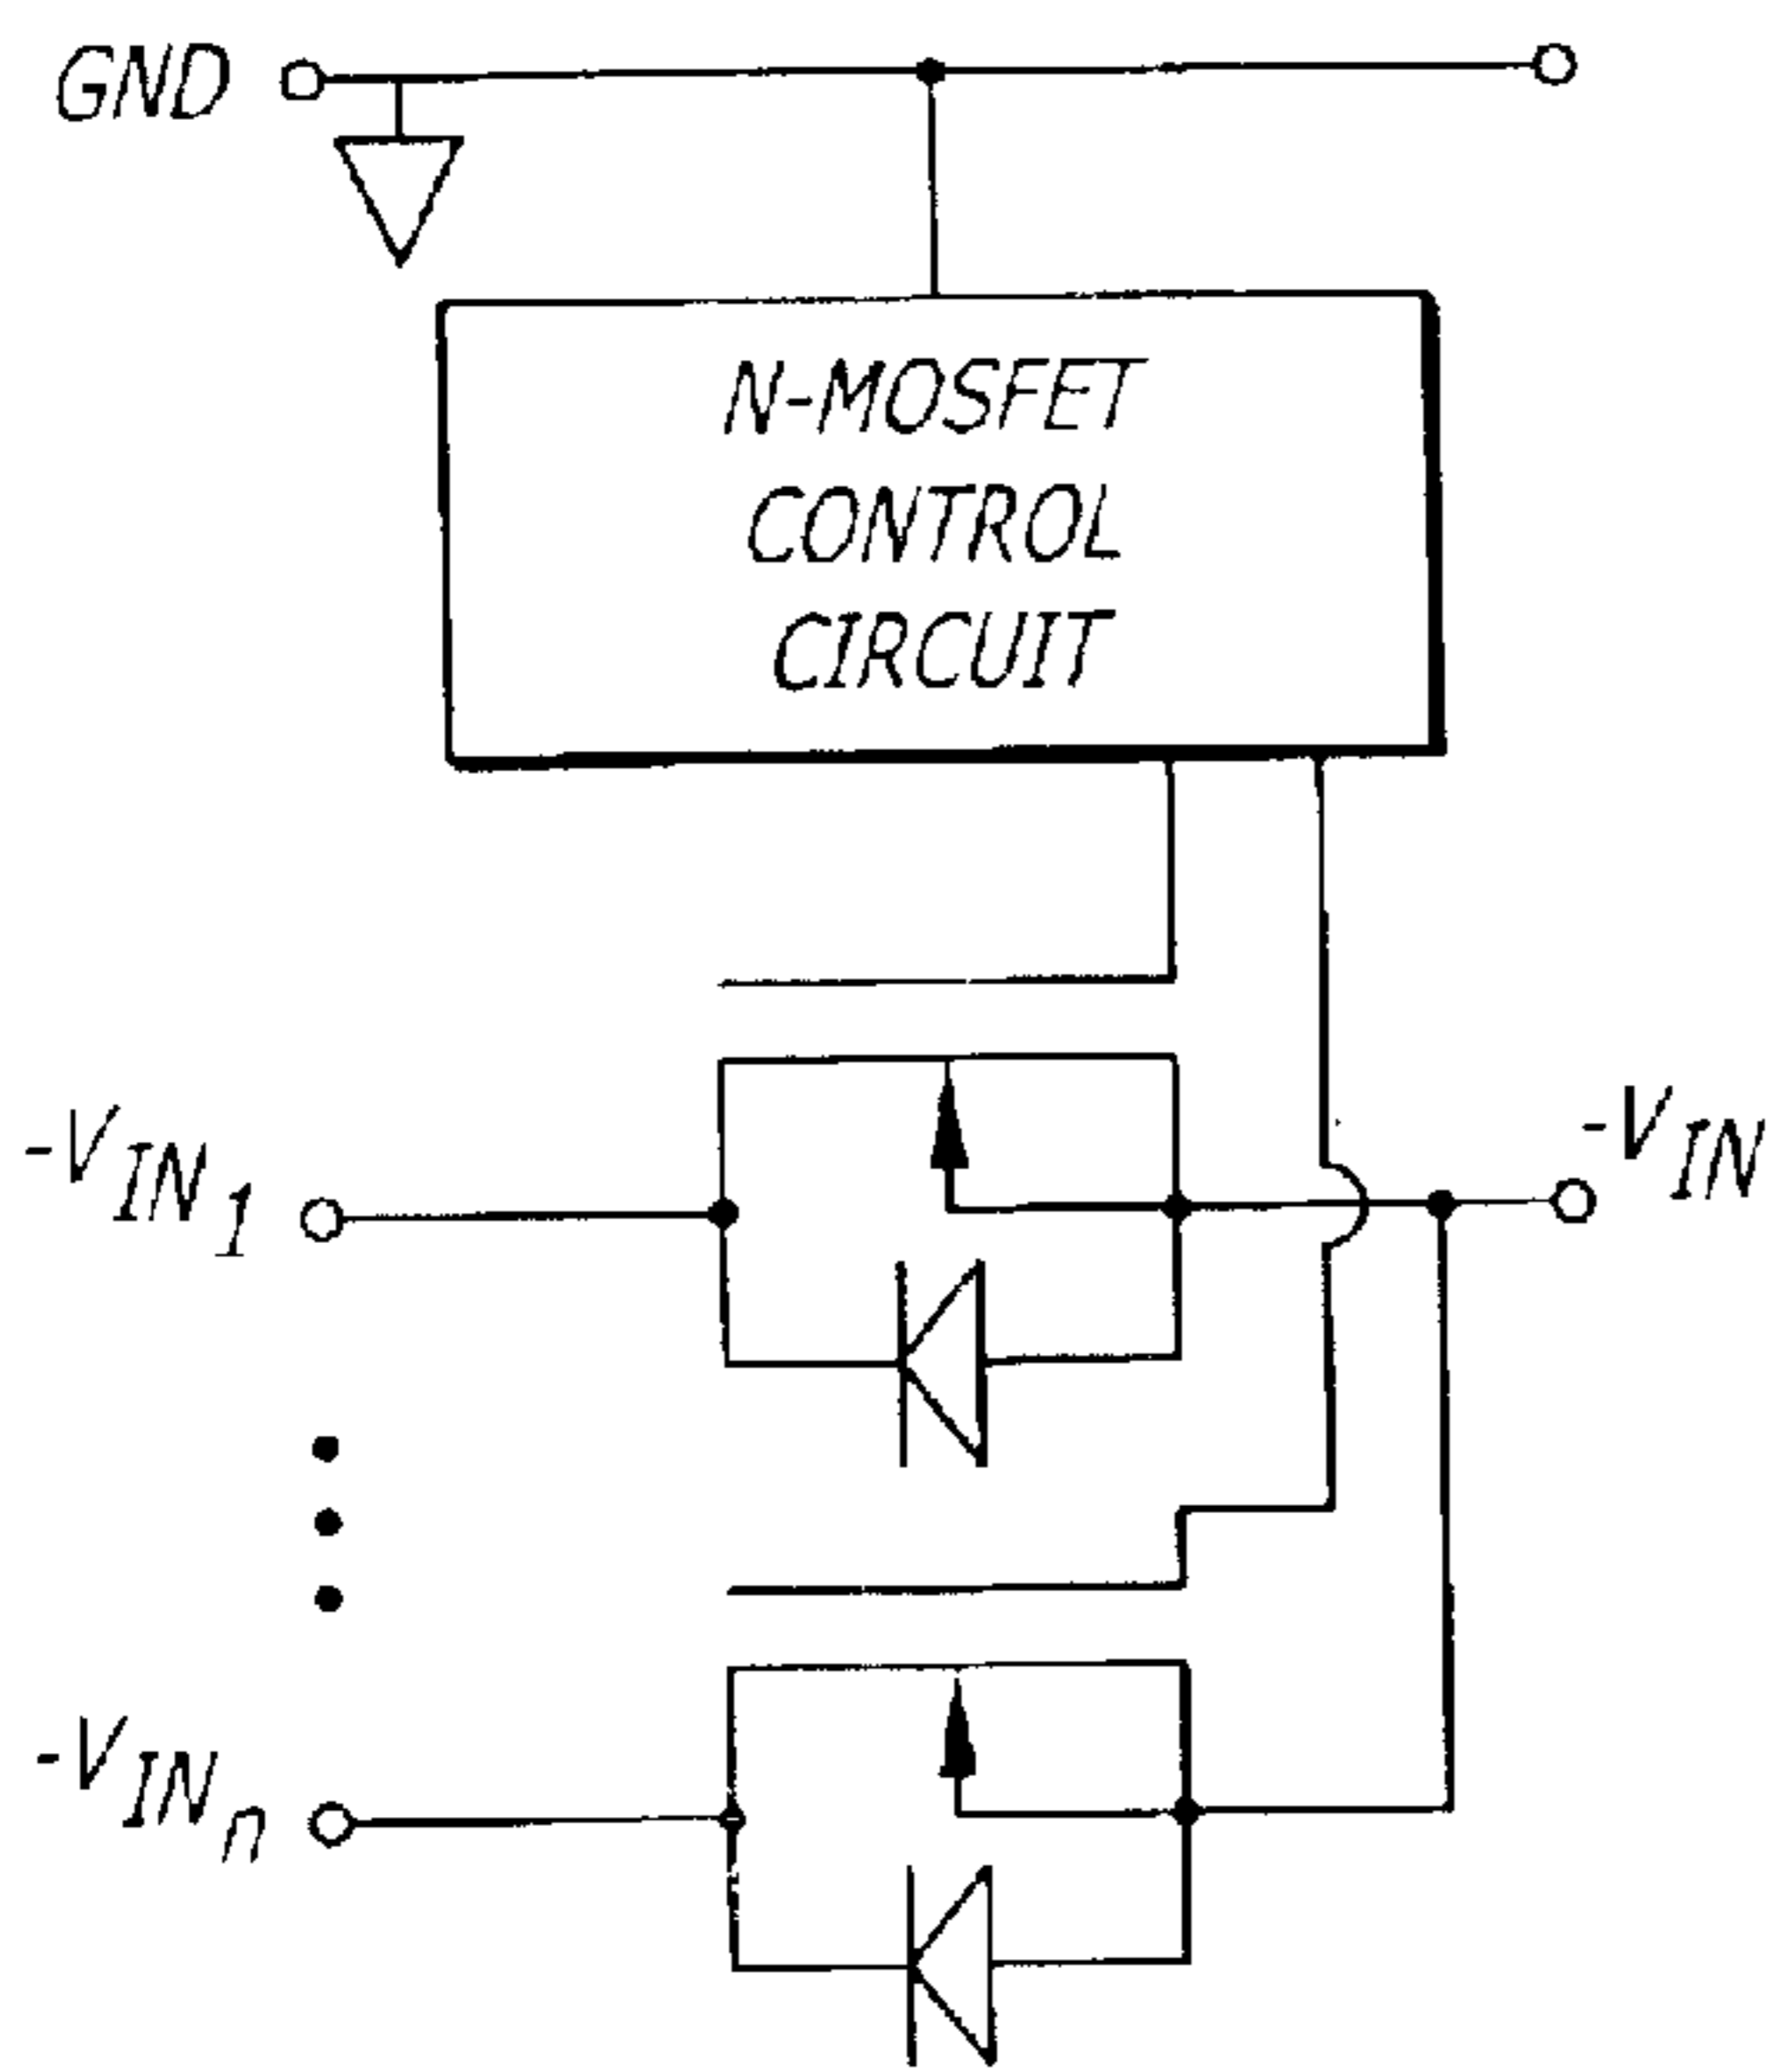 GND
N-MOSFET
CONTROL
CIRCUIT
-VIN1
-VIN
-VINn